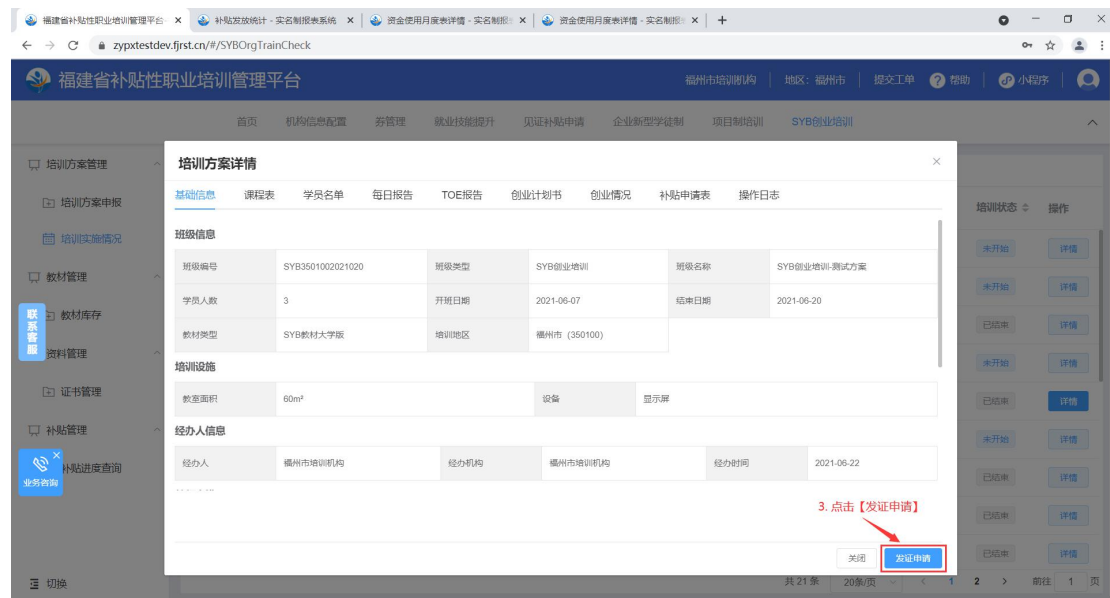 福建省补贴性职业培训管理平台
补贴发放统计 - 实名制报表系统
资金使用月度表详情 - 实名制报
资金使用月度表详情 - 实名制报
zypxtestdev.fjrst.cn/#/SYBOrgTrainCheck
福建省补贴性职业培训管理平台
福州市培训机构 地区：福州市 提交工单 帮助 小程序
首页 机构信息配置 券管理 就业技能提升 见证补贴申请 企业新型学徒制 项目制培训 SYB创业培训
培训方案管理
培训方案申报
培训实施情况
教材管理
教材库存
资料管理
证书管理
补贴管理
补贴进度查询
切换
联系客服
业务咨询
培训方案详情
基础信息 课程表 学员名单 每日报告 TOE报告 创业计划书 创业情况 补贴申请表 操作日志
班级信息
班级编号 SYB3501002021020 班级类型 SYB创业培训 班级名称 SYB创业培训-测试方案
学员人数 3 开班日期 2021-06-07 结束日期 2021-06-20
教材类型 SYB教材大学版 培训地区 福州市（350100）
培训设施
教室面积 60m² 设备 显示屏
经办人信息
经办人 福州市培训机构 经办机构 福州市培训机构 经办时间 2021-06-22
3. 点击【发证申请】
关闭 发证申请
培训状态 操作
未开始 详情
未开始 详情
已结束 详情
未开始 详情
已结束 详情
未开始 详情
已结束 详情
已结束 详情
已结束 详情
共 21 条 20条/页 1 2 前往 1 页